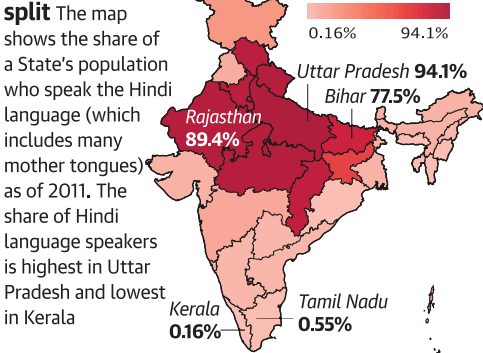 split The map
shows the share of
a State's population
who speak the Hindi
language (which
includes many
mother tongues)
as of 2011. The
share of Hindi
language speakers
is highest in Uttar
Pradesh and lowest
in Kerala
0.16% 94.1%
Uttar Pradesh 94.1%
Bihar 77.5%
Rajasthan
89.4%
Kerala
0.16%
Tamil Nadu
0.55%